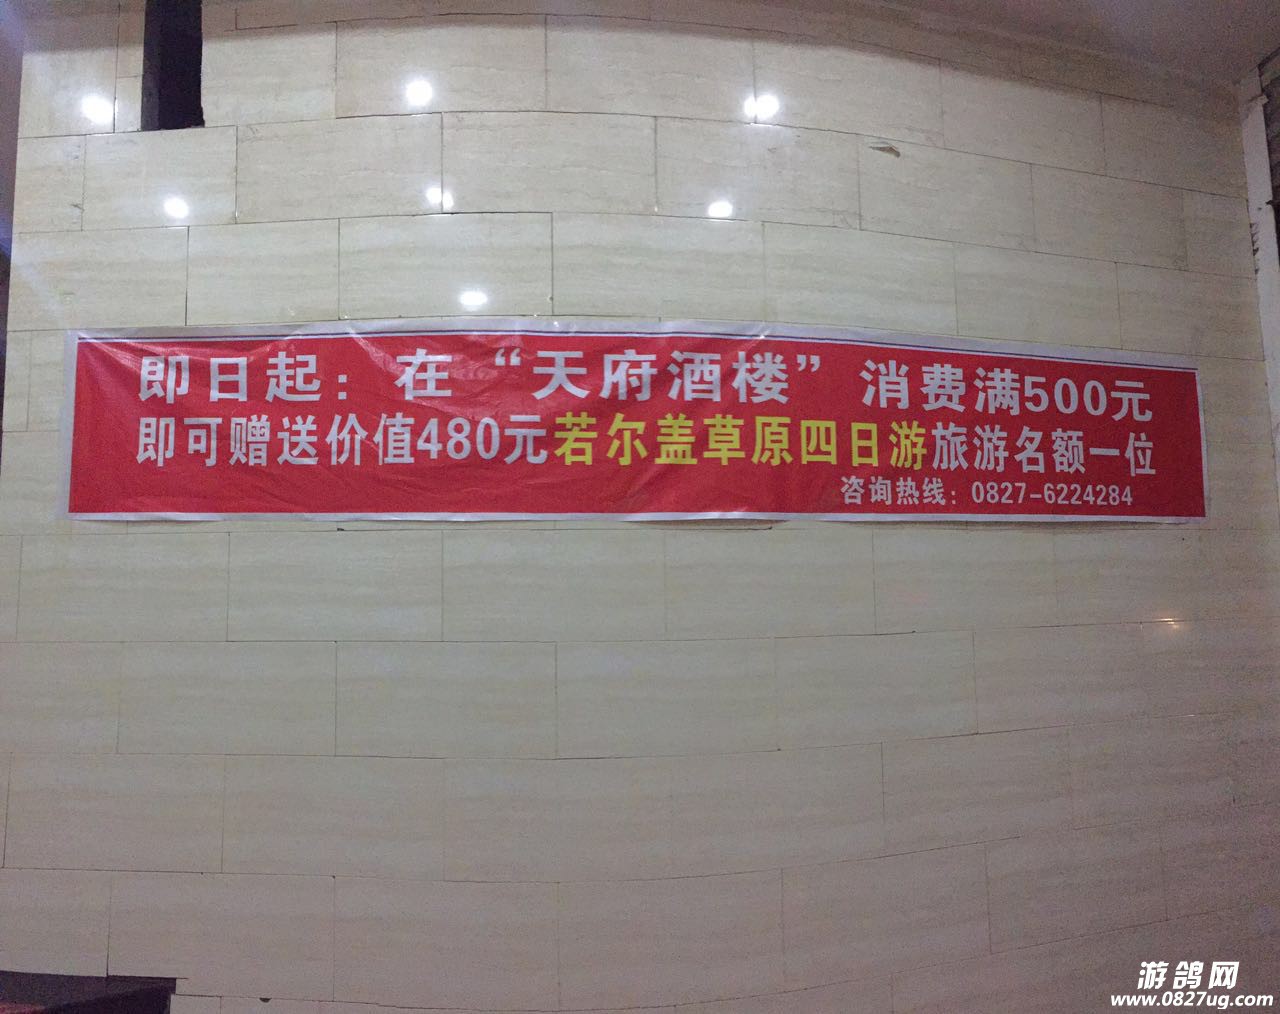 即日起：在“天府酒楼”消费满500元
即可赠送价值480元若尔盖草原四日游旅游名额一位
咨询热线：0827-6224284
游鸽网
www.0827ug.com